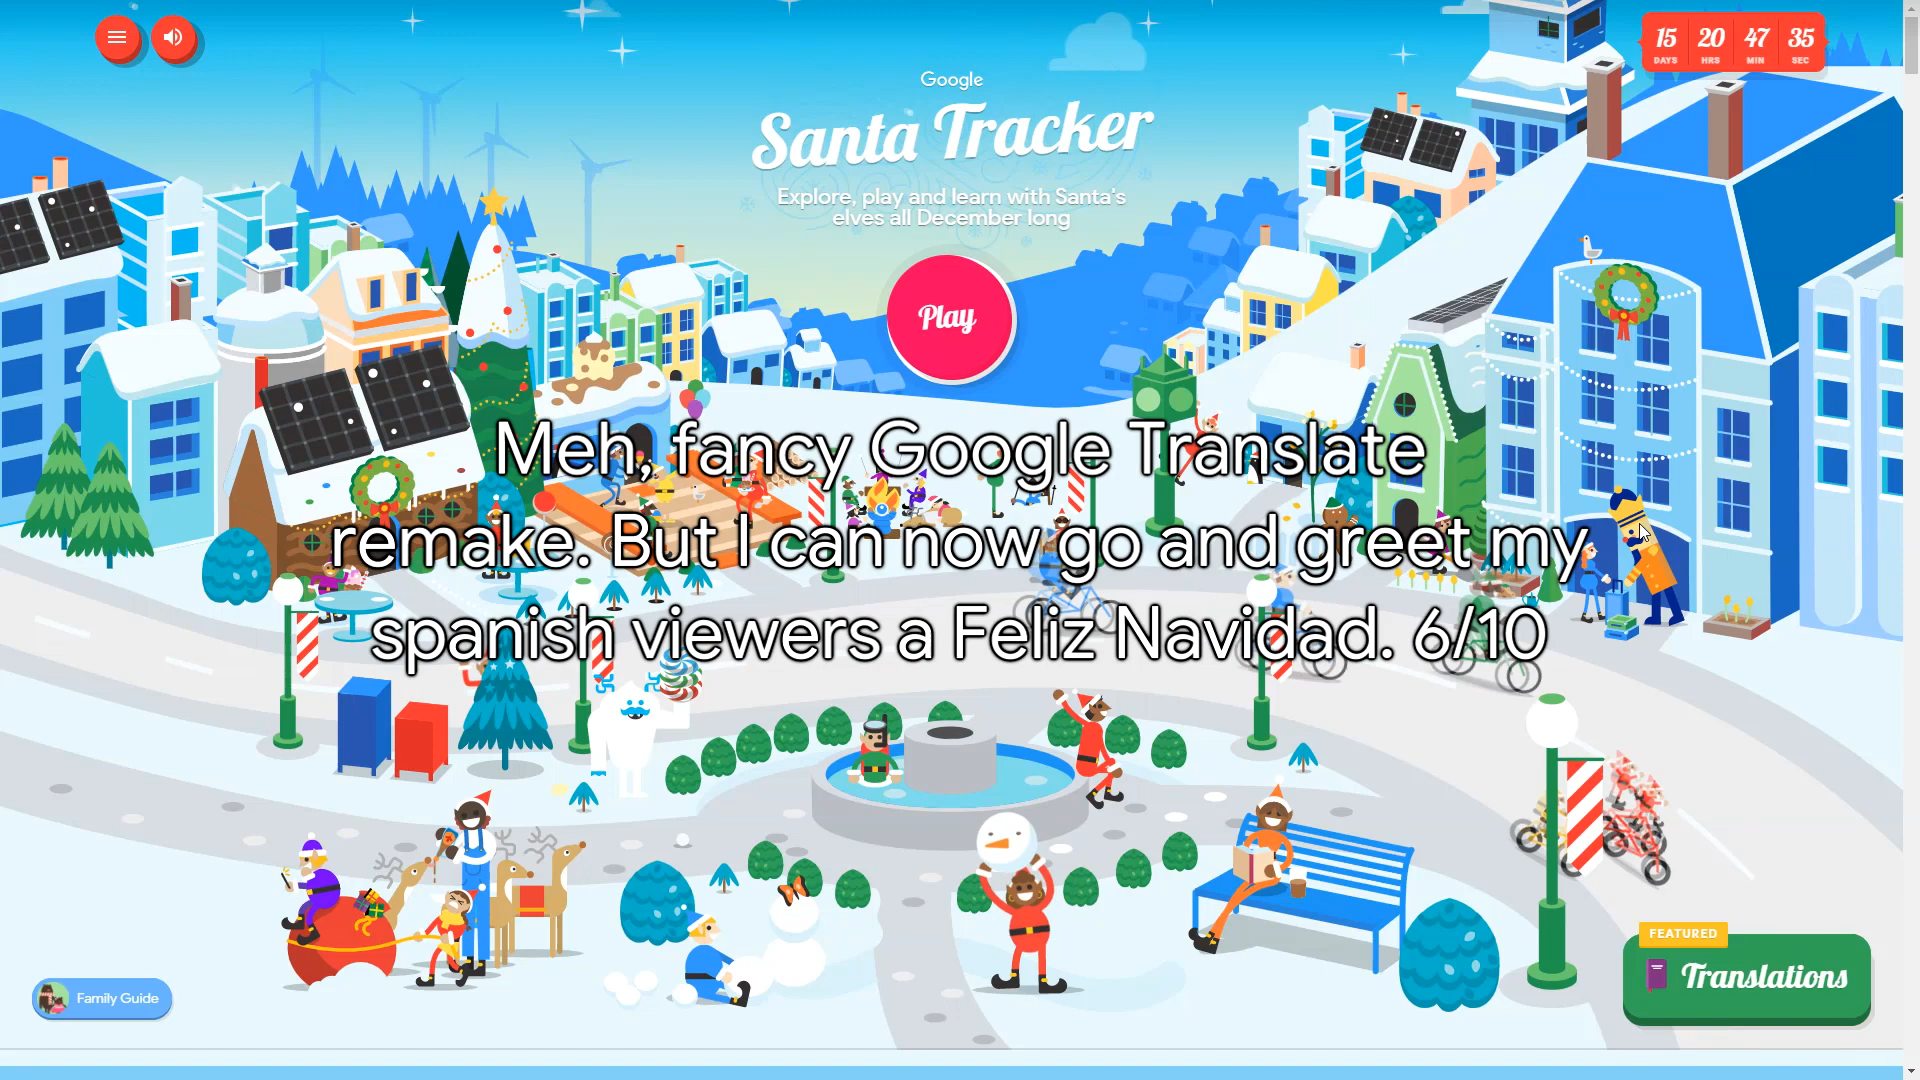 15 20 47 35
DAYS HRS MIN SEC
Google
Santa Tracker
Explore, play and learn with Santa's
elves all December long
Play
Meh, fancy Google Translate
remake. But I can now go and greet my
spanish viewers a Feliz Navidad. 6/10
FEATURED
Translations
Family Guide